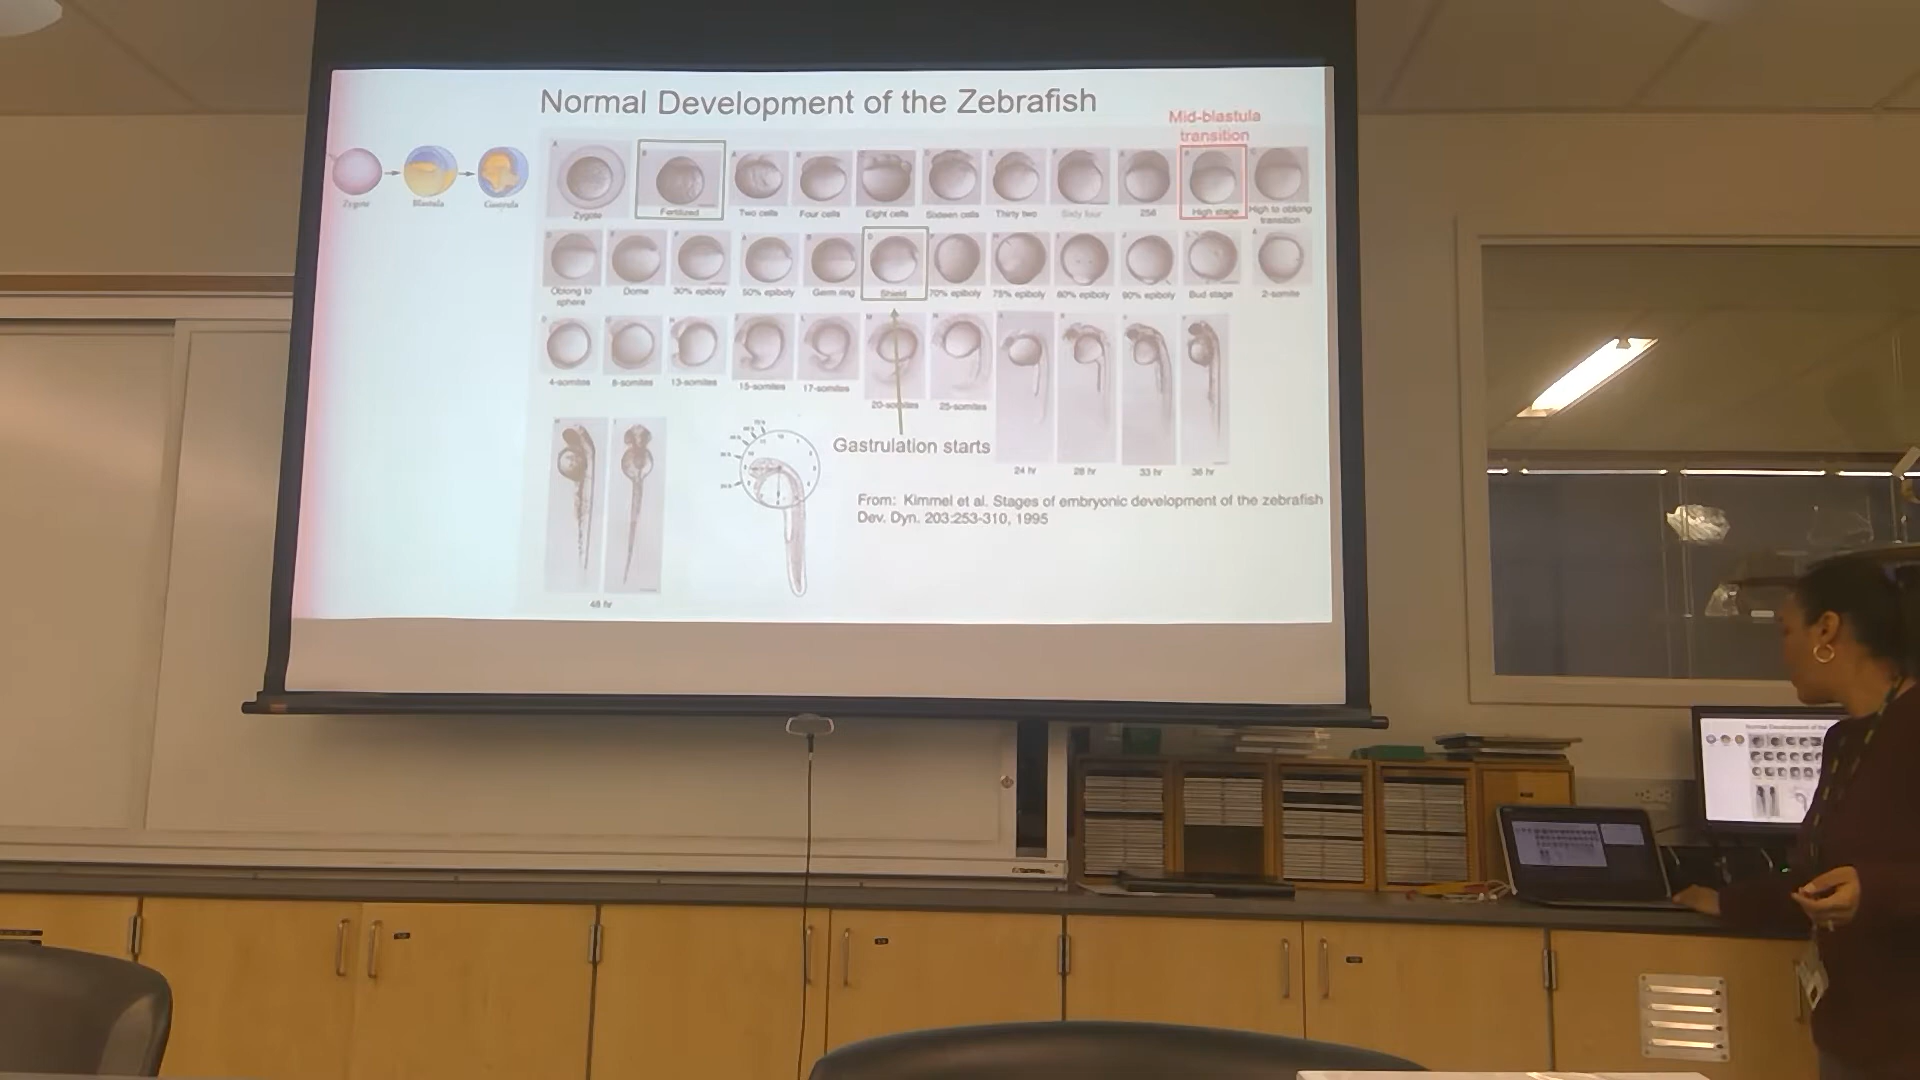 Normal Development of the Zebrafish
Mid-blastula
transition
Zygote
Blastula
Gastrula
Zygote
Fertilized
Two cells
Four cells
Eight cells
Sixteen cells
Thirty two
Sixty four
256
High stage
High to oblong
transition
Oblong to
sphere
Dome
30% epiboly
50% epiboly
Germ ring
Shield
70% epiboly
75% epiboly
80% epiboly
90% epiboly
Bud stage
2-somite
4-somites
8-somites
13-somites
15-somites
17-somites
20-somites
25-somites
24 hr
28 hr
33 hr
36 hr
Gastrulation starts
48 hr
From: Kimmel et al. Stages of embryonic development of the zebrafish
Dev. Dyn. 203:253-310, 1995